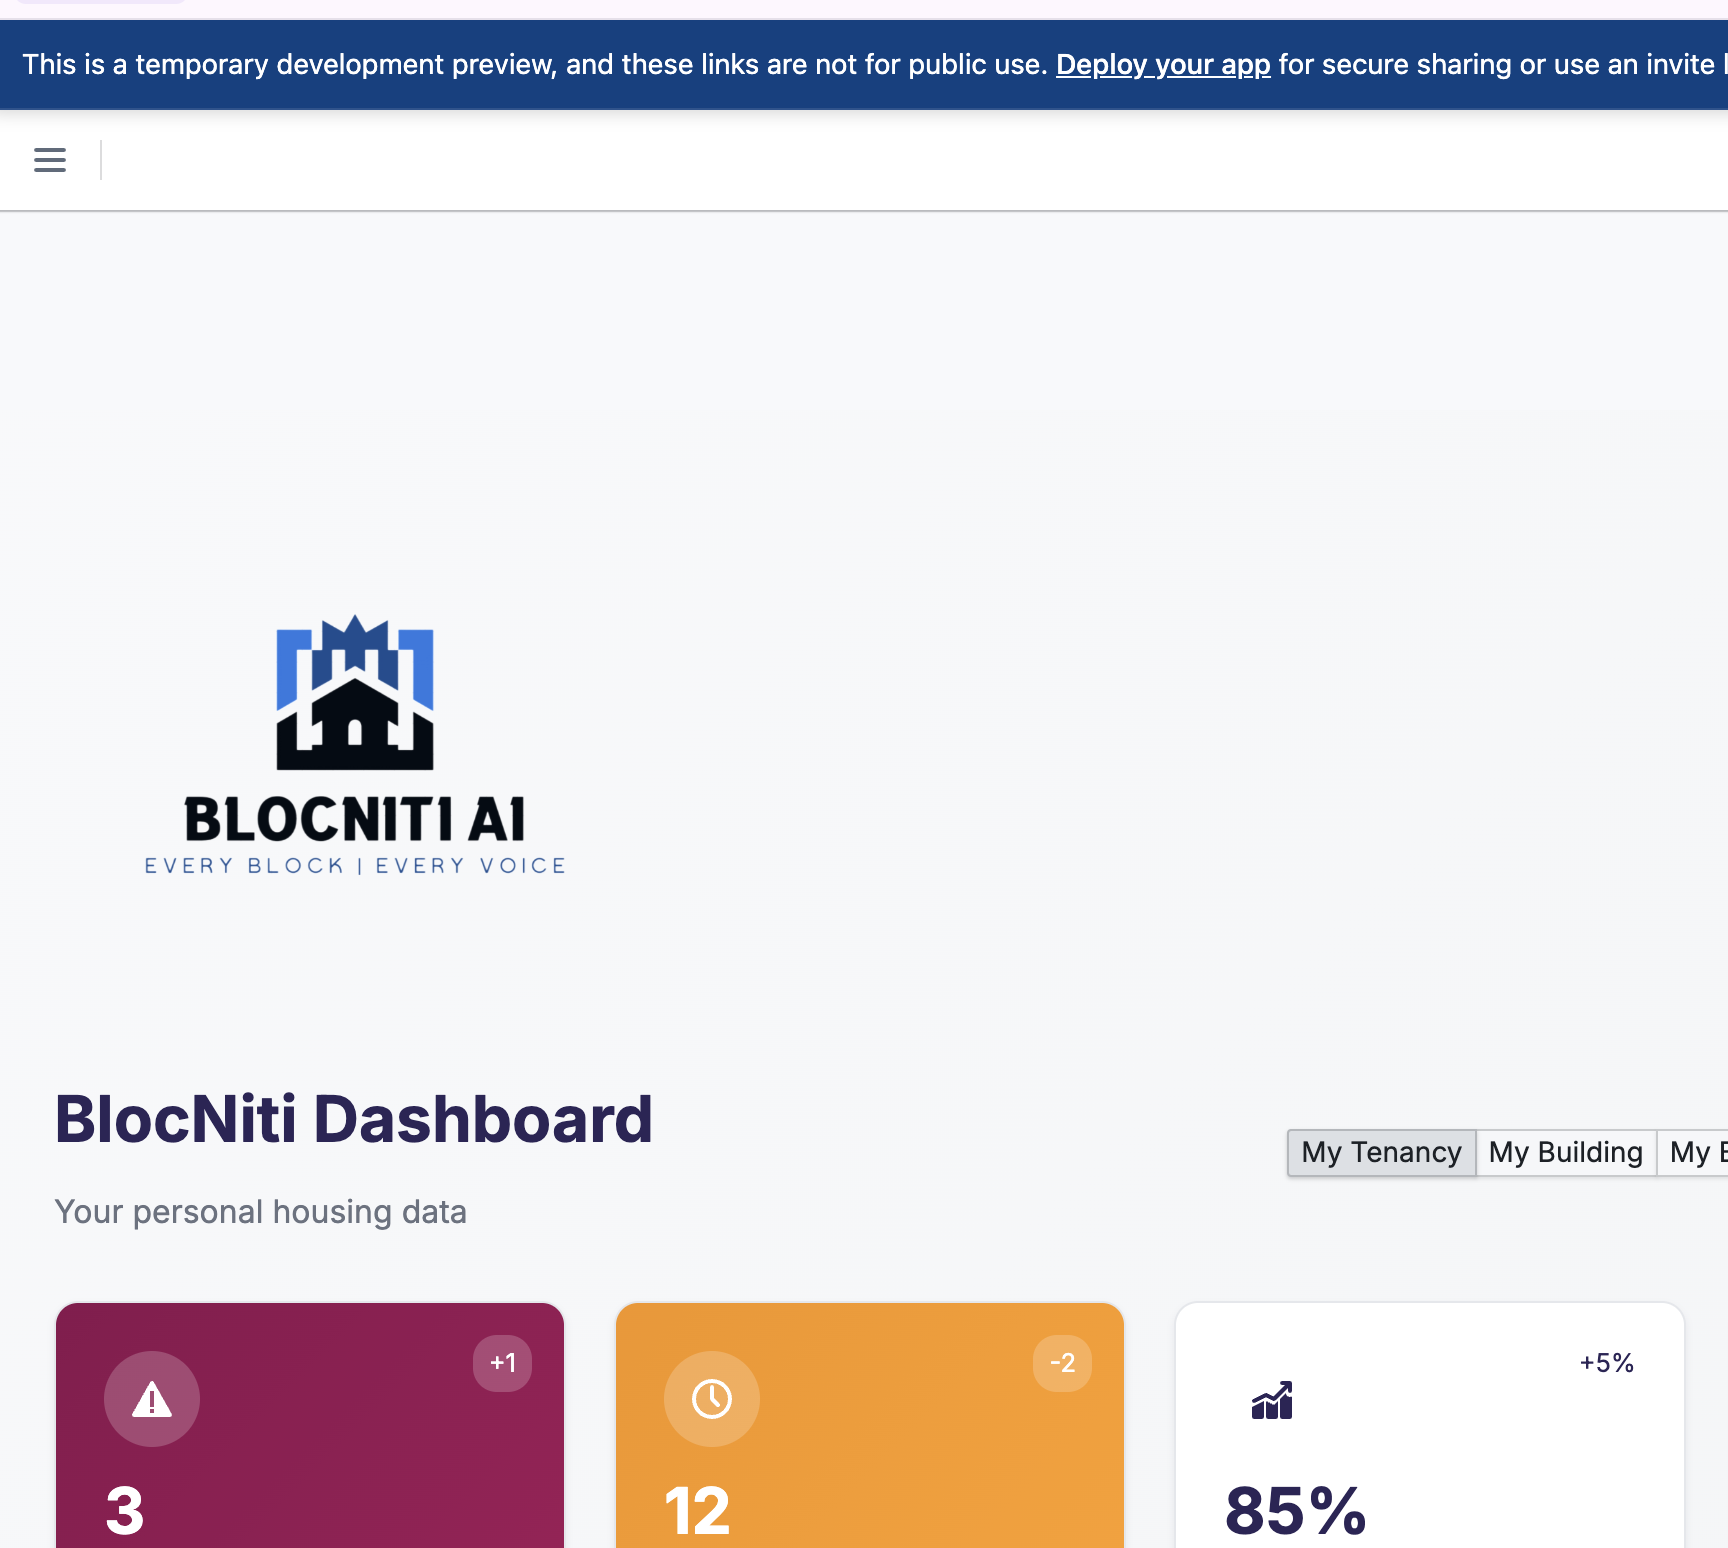 This is a temporary development preview, and these links are not for public use. Deploy your app for secure sharing or use an invite
BLOCNITI AI
EVERY BLOCK | EVERY VOICE
BlocNiti Dashboard
My Tenancy My Building My
Your personal housing data
+1
-2
+5%
3
12
85%